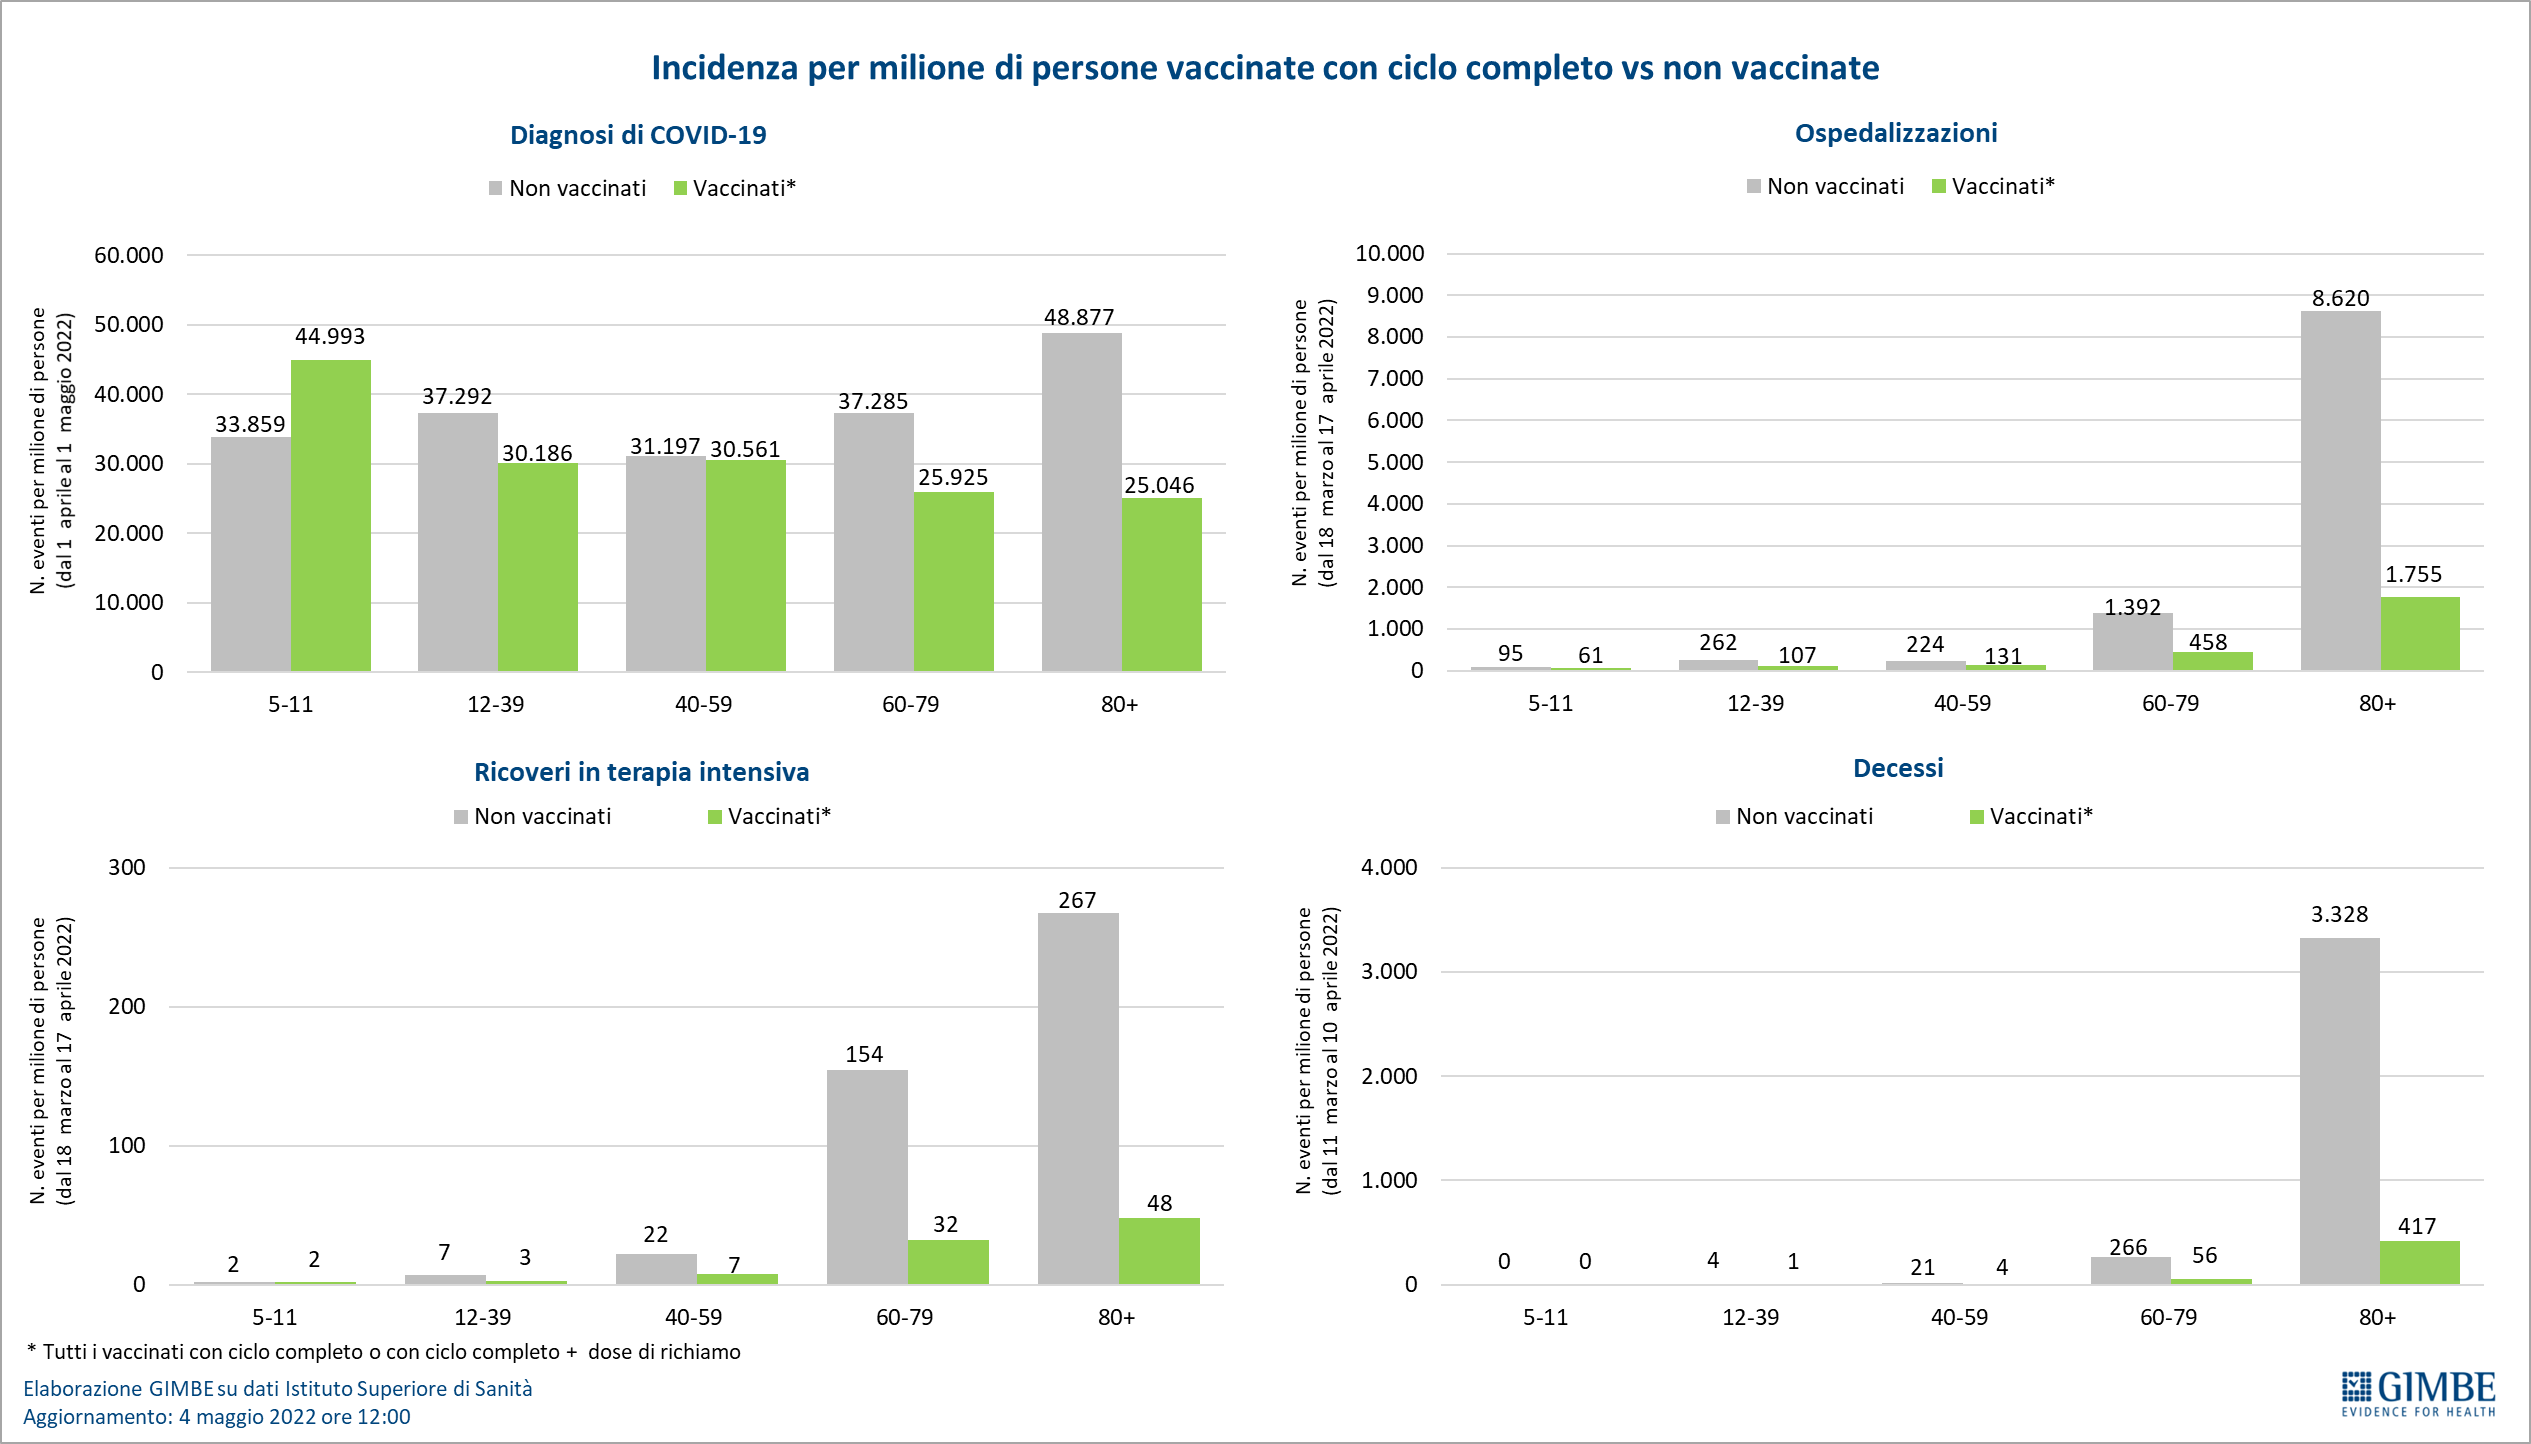 Incidenza per milione di persone vaccinate con ciclo completo vs non vaccinate
Diagnosi di COVID-19
Non vaccinati Vaccinati*
N. eventi per milione di persone
(dal 1 aprile al 1 maggio 2022)
60.000
50.000
40.000
30.000
20.000
10.000
0
33.859 44.993 37.292 30.186 31.197 30.561 37.285 25.925 48.877 25.046
5-11 12-39 40-59 60-79 80+
Ospedalizzazioni
Non vaccinati Vaccinati*
N. eventi per milione di persone
(dal 18 marzo al 17 aprile 2022)
10.000
9.000
8.000
7.000
6.000
5.000
4.000
3.000
2.000
1.000
0
95 61 262 107 224 131 1.392 458 8.620 1.755
5-11 12-39 40-59 60-79 80+
Ricoveri in terapia intensiva
Non vaccinati Vaccinati*
N. eventi per milione di persone
(dal 18 marzo al 17 aprile 2022)
300
200
100
0
2 2 7 3 22 7 154 32 267 48
5-11 12-39 40-59 60-79 80+
Decessi
Non vaccinati Vaccinati*
N. eventi per milione di persone
(dal 11 marzo al 10 aprile 2022)
4.000
3.000
2.000
1.000
0
0 0 4 1 21 4 266 56 3.328 417
5-11 12-39 40-59 60-79 80+
* Tutti i vaccinati con ciclo completo o con ciclo completo + dose di richiamo
Elaborazione GIMBE su dati Istituto Superiore di Sanità
Aggiornamento: 4 maggio 2022 ore 12:00
GIMBE
EVIDENCE FOR HEALTH